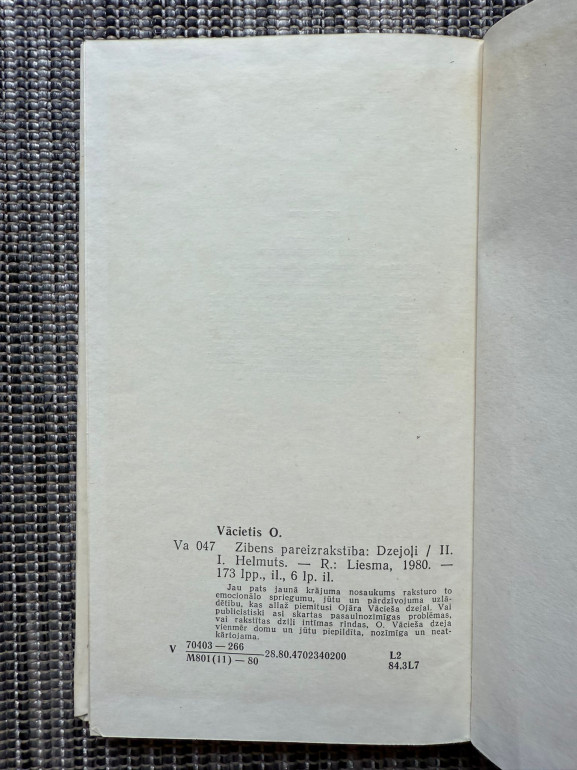 Vācietis O.
Va 047 Zibens pareizrakstība: Dzejoļi / Il.
I. Helmuts. — R.: Liesma, 1980. —
173 lpp., il., 6 lp. il.
Jau pats jaunā krājuma nosaukums raksturo to
emocionālo spriegumu, jūtu un pārdzīvojuma uzlā-
dētību, kas allaž piemitusi Ojāra Vācieša dzejai. Vai
publicistiski asi skartas pasaulnozīmīgas problēmas,
vai rakstītas dziļi intīmas rindas, O. Vācieša dzeja
vienmēr domu un jūtu piepildīta, nozīmīga un neat-
kārtojama.
V 70403 — 266
M801(11) — 80 -28.80.4702340200 L2
84.3L7